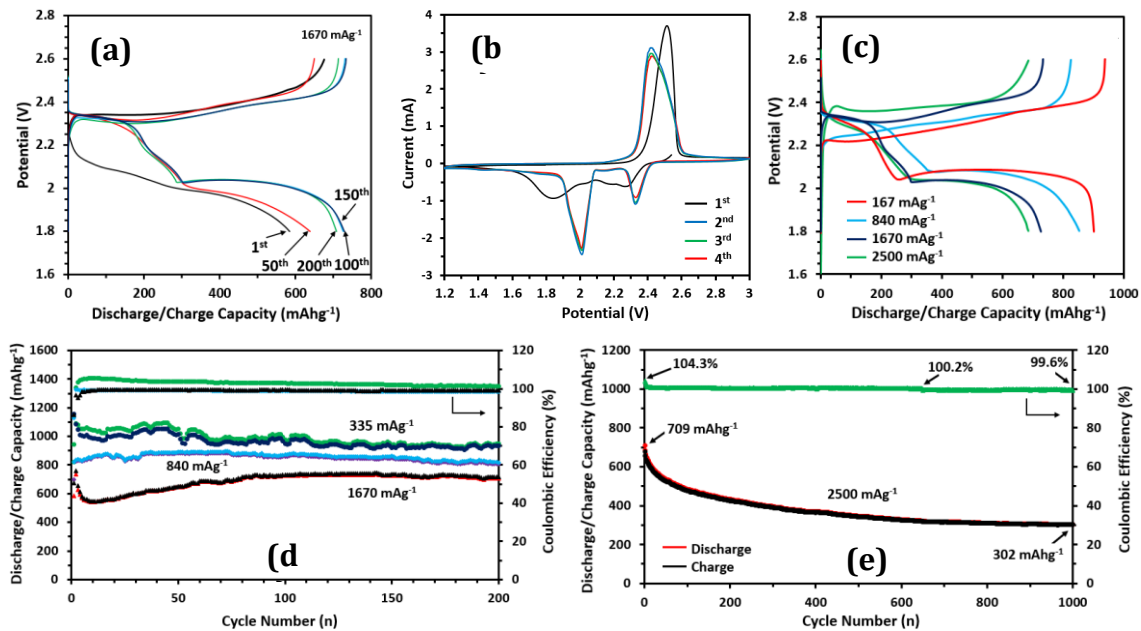 (a)
1670 mAg⁻¹
2.8
2.6
2.4
2.2
2
1.8
1.6
Potential (V)
150ᵗʰ
1ˢᵗ
50ᵗʰ
200ᵗʰ
100ᵗʰ
0
200
400
600
800
Discharge/Charge Capacity (mAhg⁻¹)
(b)
4
3
2
1
0
-1
-2
-3
-4
Current (mA)
1ˢᵗ
2ⁿᵈ
3ʳᵈ
4ᵗʰ
1.2
1.4
1.6
1.8
2
2.2
2.4
2.6
2.8
3
Potential (V)
(c)
2.8
2.6
2.4
2.2
2.0
1.8
1.6
Potential (V)
167 mAg⁻¹
840 mAg⁻¹
1670 mAg⁻¹
2500 mAg⁻¹
0
200
400
600
800
1000
Discharge/Charge Capacity (mAhg⁻¹)
1600
1400
1200
1000
800
600
400
200
0
Discharge/Charge Capacity (mAhg⁻¹)
335 mAg⁻¹
840 mAg⁻¹
1670 mAg⁻¹
(d)
120
100
80
60
40
20
0
Coulombic Efficiency (%)
0
50
100
150
200
Cycle Number (n)
1200
1000
800
600
400
200
0
Discharge/Charge Capacity (mAhg⁻¹)
104.3%
100.2%
99.6%
709 mAhg⁻¹
2500 mAg⁻¹
302 mAhg⁻¹
Discharge
Charge
(e)
120
100
80
60
40
20
0
Coulombic Efficiency (%)
0
200
400
600
800
1000
Cycle Number (n)